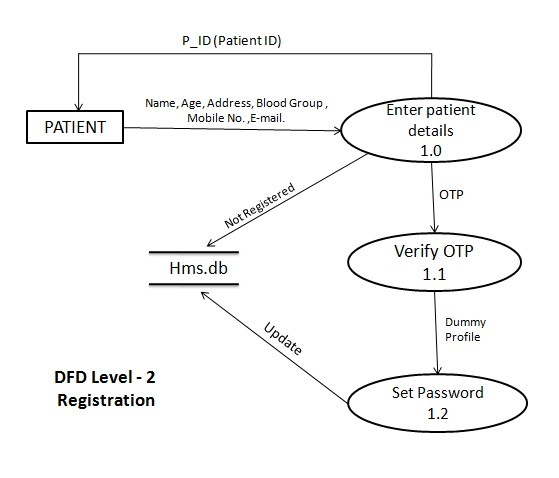 P_ID (Patient ID)
Name, Age, Address, Blood Group ,
Mobile No. ,E-mail.
PATIENT
Enter patient
details
1.0
OTP
Not Registered
Verify OTP
1.1
Hms.db
Dummy
Profile
Update
DFD Level - 2
Registration
Set Password
1.2